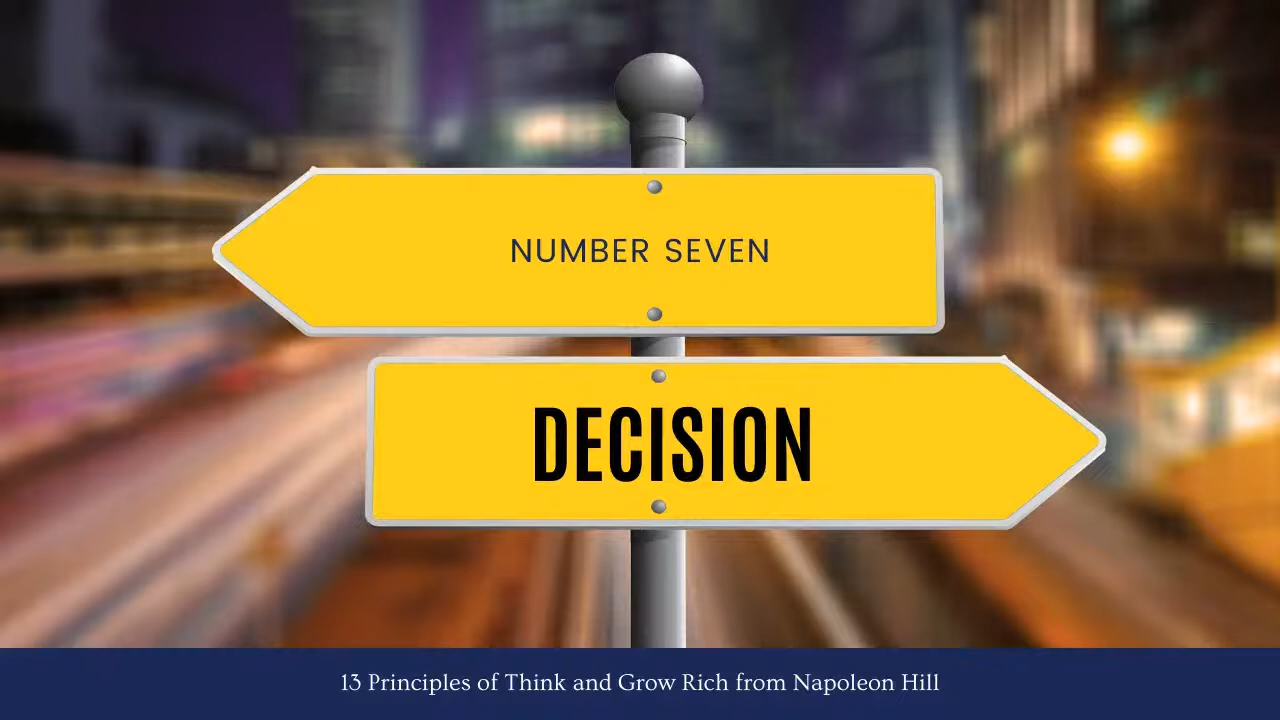 NUMBER SEVEN
DECISION
13 Principles of Think and Grow Rich from Napoleon Hill